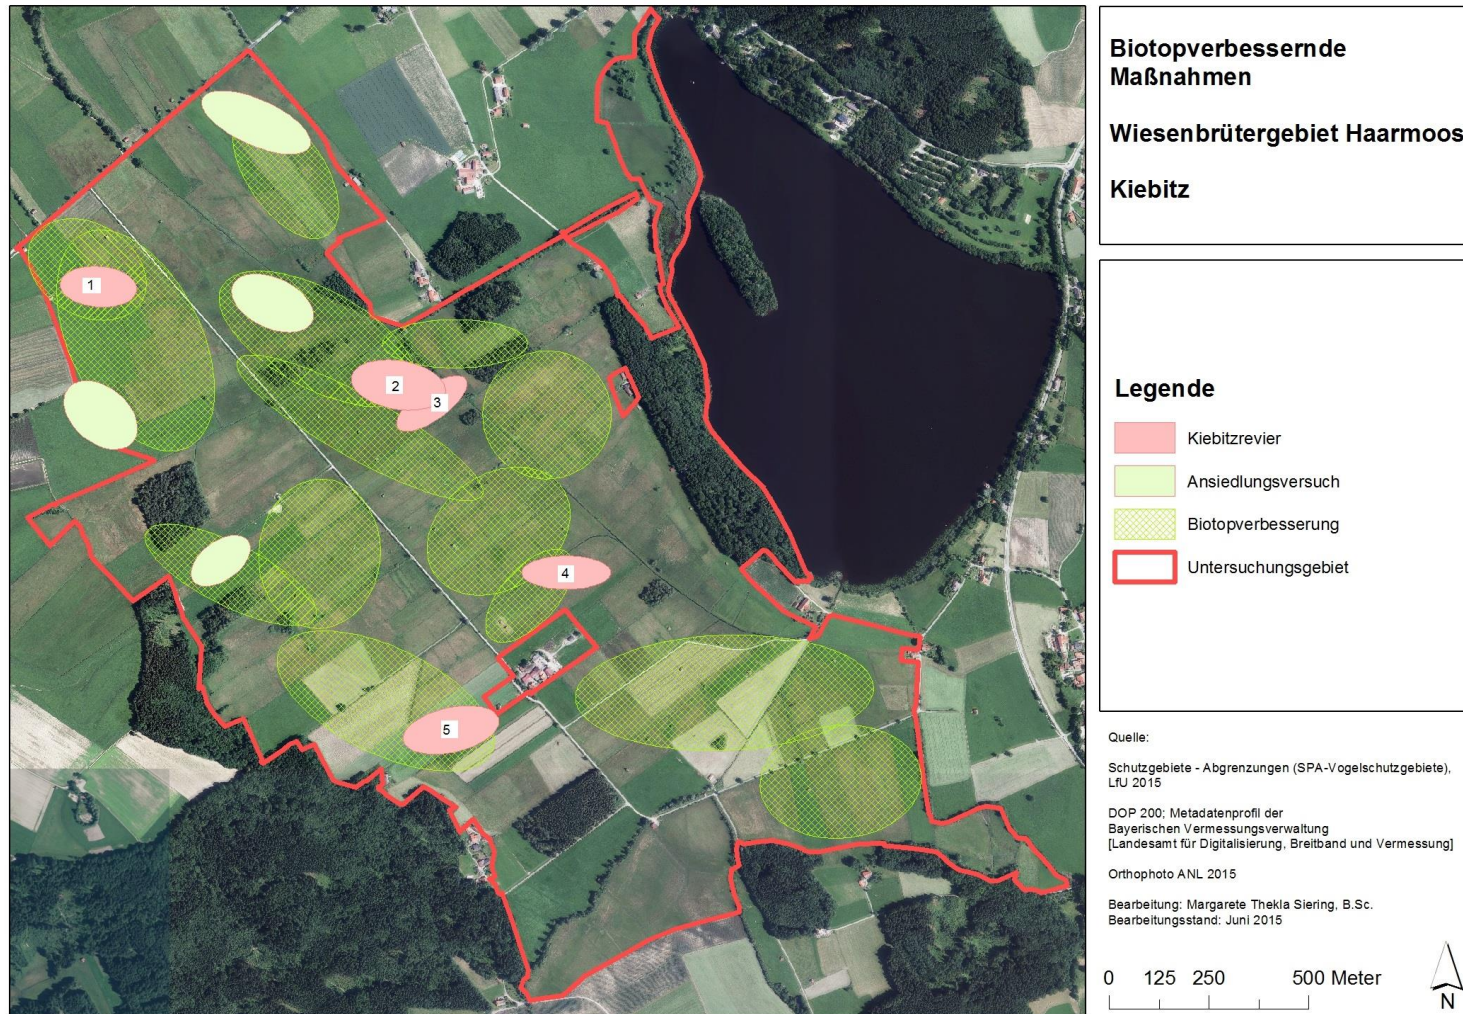 Biotopverbessernde
Maßnahmen
Wiesenbrütergebiet Haarmoos
Kiebitz
1
2
3
4
5
Legende
Kiebitzrevier
Ansiedlungsversuch
Biotopverbesserung
Untersuchungsgebiet
Quelle:
Schutzgebiete - Abgrenzungen (SPA-Vogelschutzgebiete),
LfU 2015
DOP 200; Metadatenprofil der
Bayerischen Vermessungsverwaltung
[Landesamt für Digitalisierung, Breitband und Vermessung]
Orthophoto ANL 2015
Bearbeitung: Margarete Thekla Siering, B.Sc.
Bearbeitungsstand: Juni 2015
0 125 250 500 Meter
N